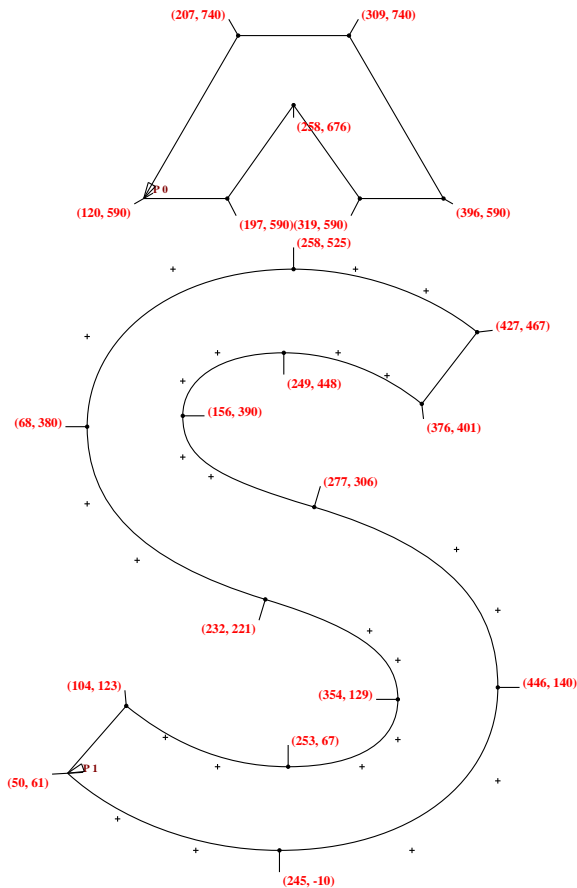 (207, 740) (309, 740)
(258, 676)
P 0
(120, 590) (197, 590)(319, 590) (396, 590)
(258, 525)
(427, 467)
(249, 448)
(68, 380) (156, 390) (376, 401)
(277, 306)
(232, 221)
(104, 123) (354, 129) (446, 140)
(253, 67)
P 1
(50, 61)
(245, -10)